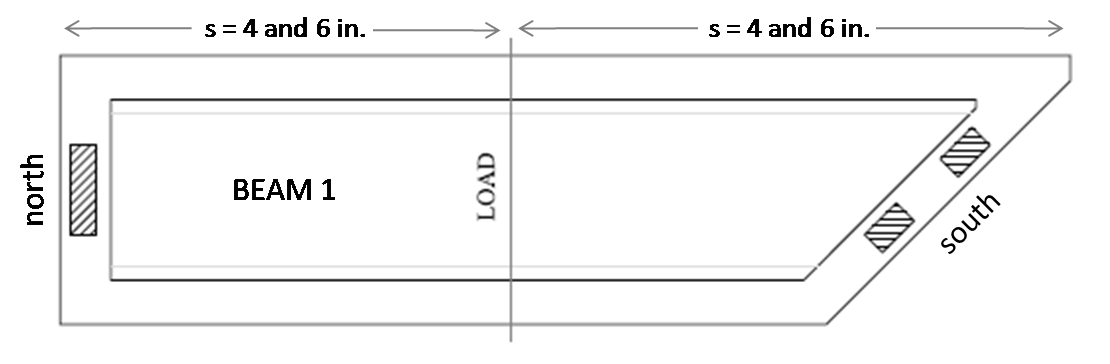 s = 4 and 6 in.
s = 4 and 6 in.
north
BEAM 1
LOAD
south